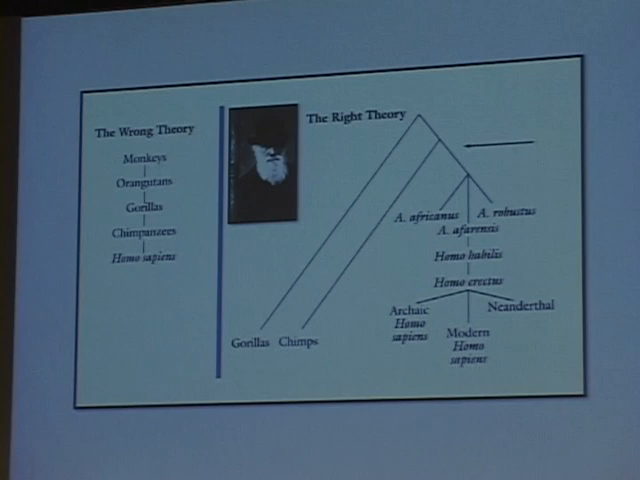 The Wrong Theory
Monkeys
Orangutans
Gorillas
Chimpanzees
Homo sapiens
The Right Theory
A. africanus
A. robustus
A. afarensis
Homo habilis
Homo erectus
Archaic
Homo
sapiens
Neanderthal
Modern
Homo
sapiens
Gorillas
Chimps